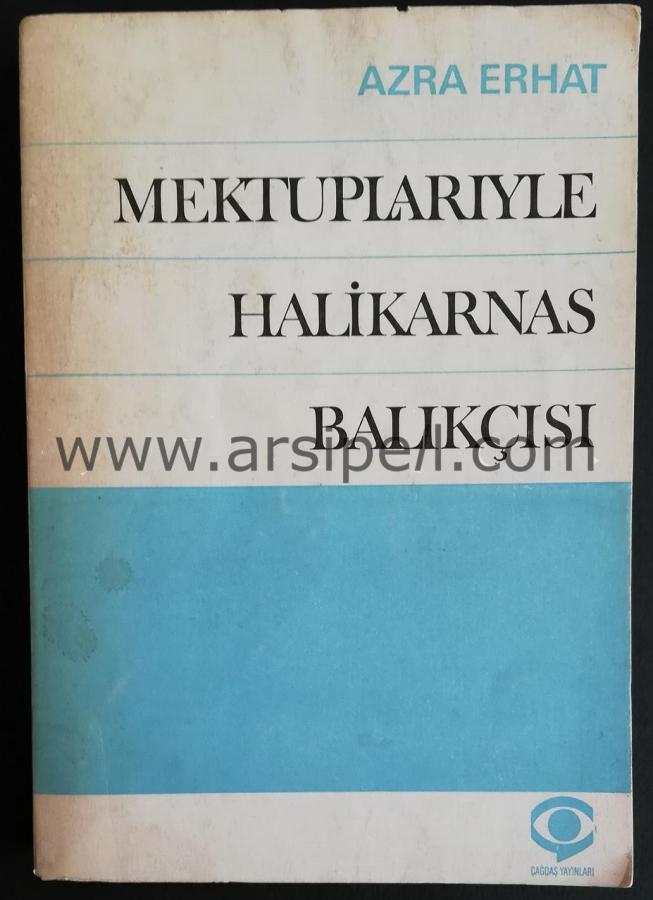 AZRA ERHAT
MEKTUPLARIYLE
HALİKARNAS
BALIKÇISI
www.arsipel.com
ÇAĞDAŞ YAYINLARI